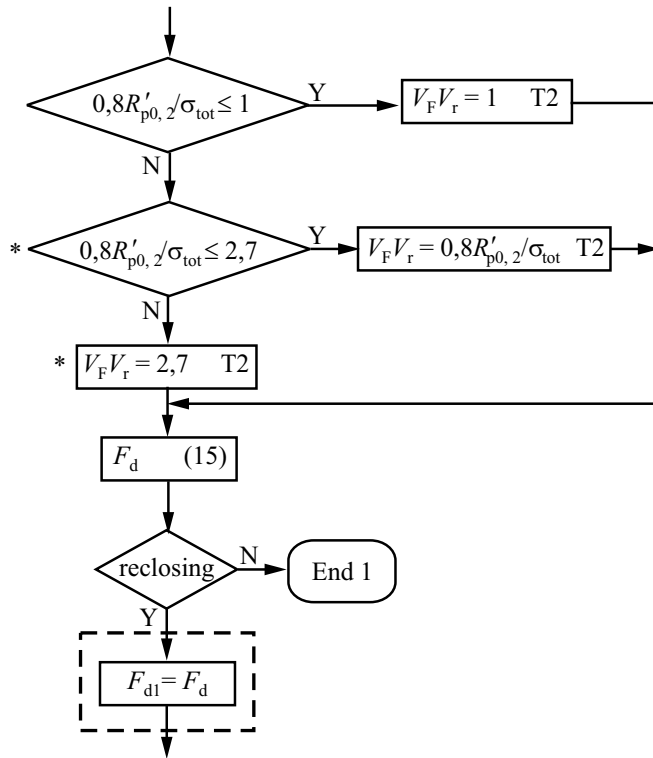 0,8R′p0, 2/σtot ≤ 1
Y
VFVr = 1 T2
N
* 0,8R′p0, 2/σtot ≤ 2,7
Y
VFVr = 0,8R′p0, 2/σtot T2
N
* VFVr = 2,7 T2
Fd (15)
reclosing
N
End 1
Y
Fd1 = Fd